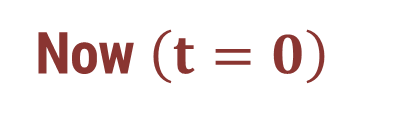 Now (t = 0)